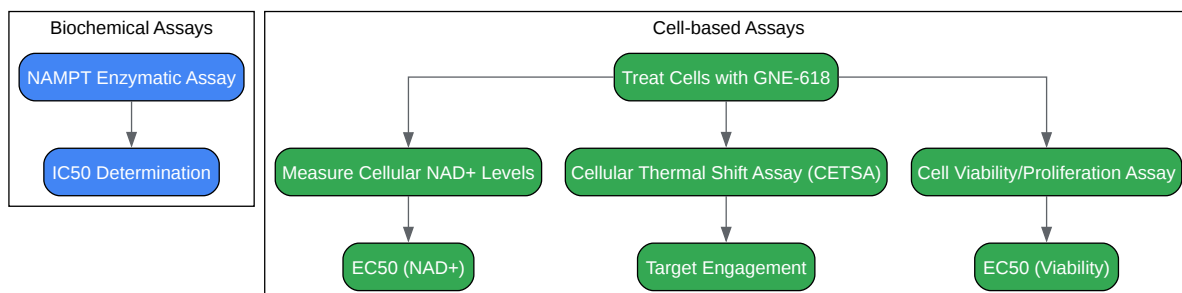 Biochemical Assays
NAMPT Enzymatic Assay
IC50 Determination
Cell-based Assays
Treat Cells with GNE-618
Measure Cellular NAD+ Levels
Cellular Thermal Shift Assay (CETSA)
Cell Viability/Proliferation Assay
EC50 (NAD+)
Target Engagement
EC50 (Viability)